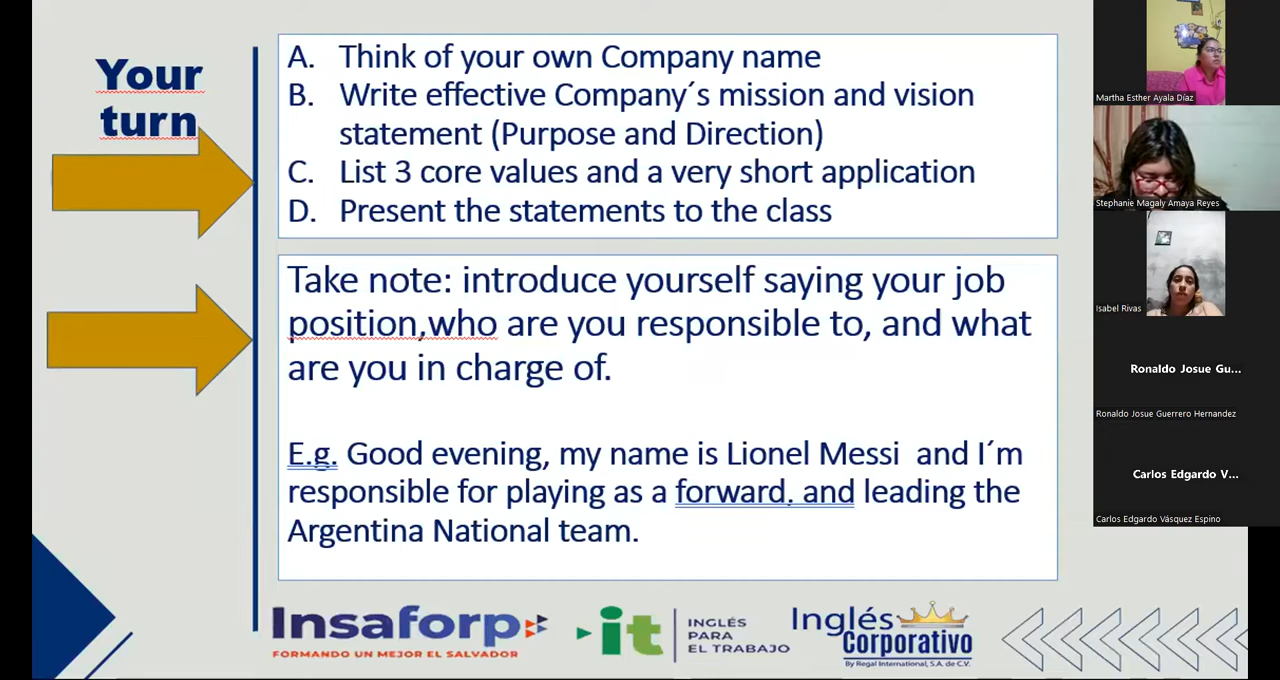 Your
turn
A. Think of your own Company name
B. Write effective Company´s mission and vision
statement (Purpose and Direction)
C. List 3 core values and a very short application
D. Present the statements to the class
Take note: introduce yourself saying your job
position,who are you responsible to, and what
are you in charge of.
E.g. Good evening, my name is Lionel Messi and I´m
responsible for playing as a forward, and leading the
Argentina National team.
Insaforp
FORMANDO UN MEJOR EL SALVADOR
it
INGLÉS
PARA
EL TRABAJO
Inglés
Corporativo
By Regal International, S.A. de C.V.
Martha Esther Ayala Díaz
Stephanie Magaly Amaya Reyes
Isabel Rivas
Ronaldo Josue Gu...
Ronaldo Josue Guerrero Hernandez
Carlos Edgardo V...
Carlos Edgardo Vásquez Espino